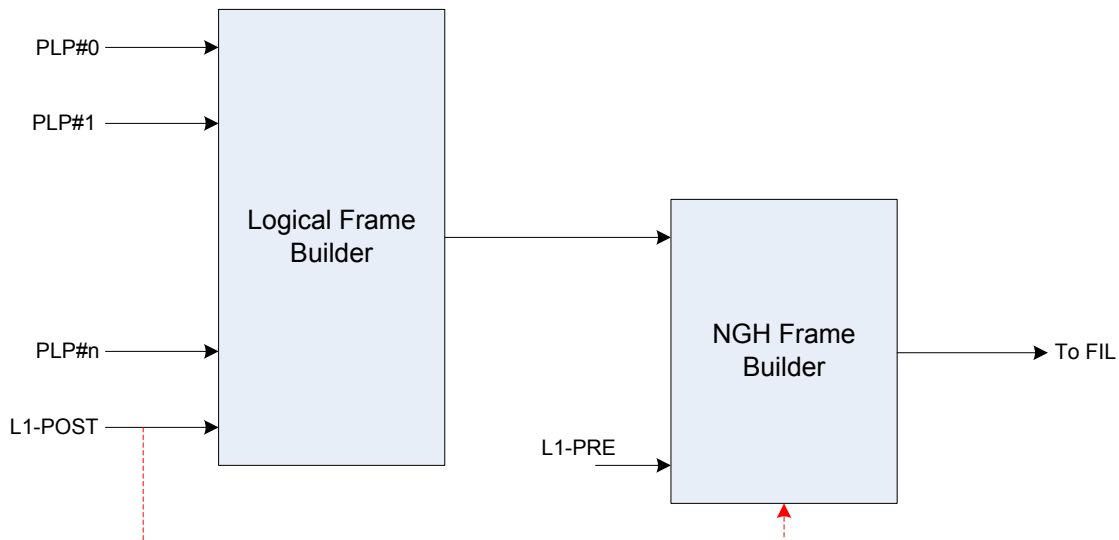 PLP#0
PLP#1
Logical Frame
Builder
PLP#n
L1-POST
NGH Frame
Builder
To FIL
L1-PRE